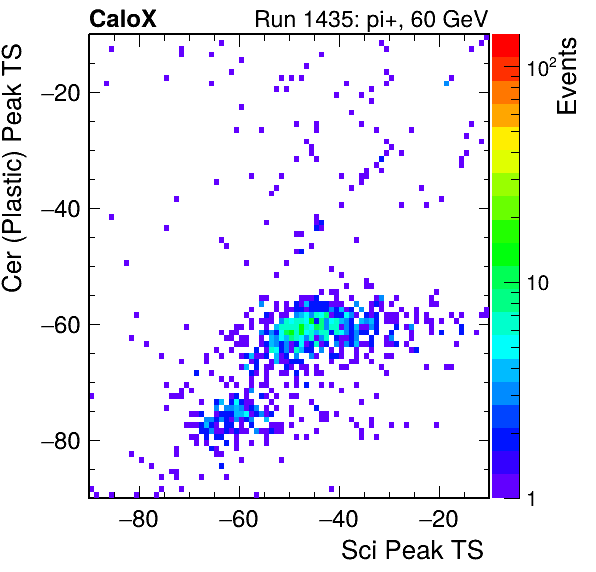 CaloX Run 1435: pi+, 60 GeV
Cer (Plastic) Peak TS
−20
−40
−60
−80
−80 −60 −40 −20
Sci Peak TS
Events
10²
10
1